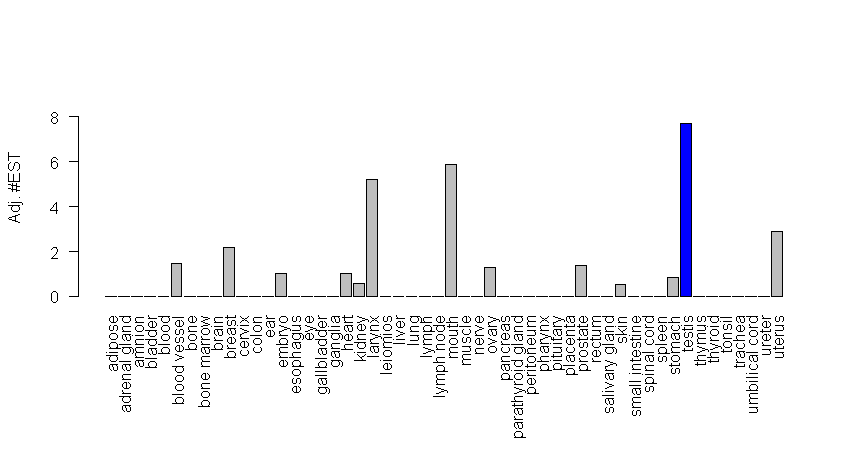 Adj. #EST
8
6
4
2
0
adipose
adrenal gland
amnion
bladder
blood
blood vessel
bone
bone marrow
brain
breast
cervix
colon
ear
embryo
esophagus
eye
gallbladder
ganglia
heart
kidney
larynx
leiomios
liver
lung
lymph
lymph node
mouth
muscle
nerve
ovary
pancreas
parathyroid gland
peritoneum
pharynx
pituitary
placenta
prostate
rectum
salivary gland
skin
small intestine
spinal cord
spleen
stomach
testis
thymus
thyroid
tonsil
trachea
umbilical cord
ureter
uterus